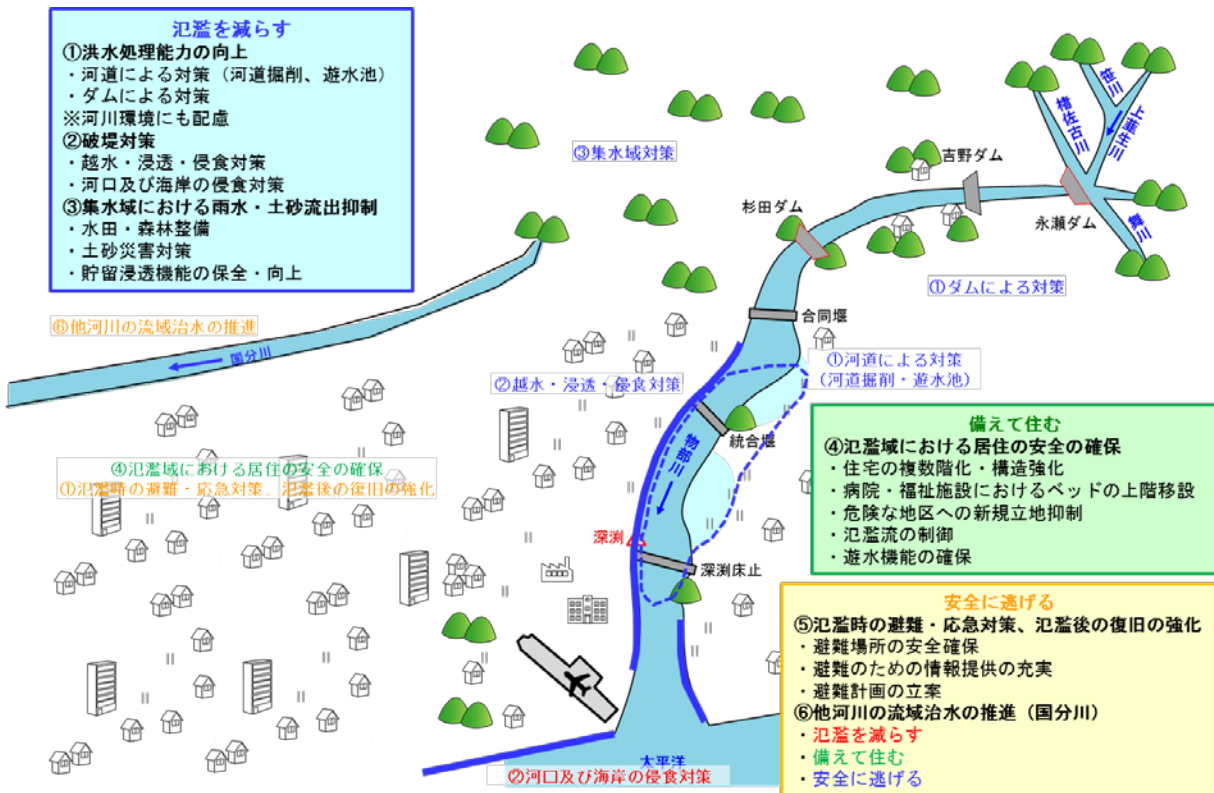 氾濫を減らす
①洪水処理能力の向上
・河道による対策（河道掘削、遊水池）
・ダムによる対策
※河川環境にも配慮
②破堤対策
・越水・浸透・侵食対策
・河口及び海岸の侵食対策
③集水域における雨水・土砂流出抑制
・水田・森林整備
・土砂災害対策
・貯留浸透機能の保全・向上
笹川
上韮生川
楮佐古川
③集水域対策
吉野ダム
杉田ダム
永瀬ダム
舞川
①ダムによる対策
合同堰
⑥他河川の流域治水の推進
国分川
①河道による対策
（河道掘削・遊水池）
②越水・浸透・侵食対策
統合堰
物部川
備えて住む
④氾濫域における居住の安全の確保
・住宅の複数階化・構造強化
・病院・福祉施設におけるベッドの上階移設
・危険な地区への新規立地抑制
・氾濫流の制御
・遊水機能の確保
④氾濫域における居住の安全の確保
①氾濫時の避難・応急対策、氾濫後の復旧の強化
深渕
深渕床止
安全に逃げる
⑤氾濫時の避難・応急対策、氾濫後の復旧の強化
・避難場所の安全確保
・避難のための情報提供の充実
・避難計画の立案
⑥他河川の流域治水の推進（国分川）
・氾濫を減らす
・備えて住む
・安全に逃げる
太平洋
②河口及び海岸の侵食対策